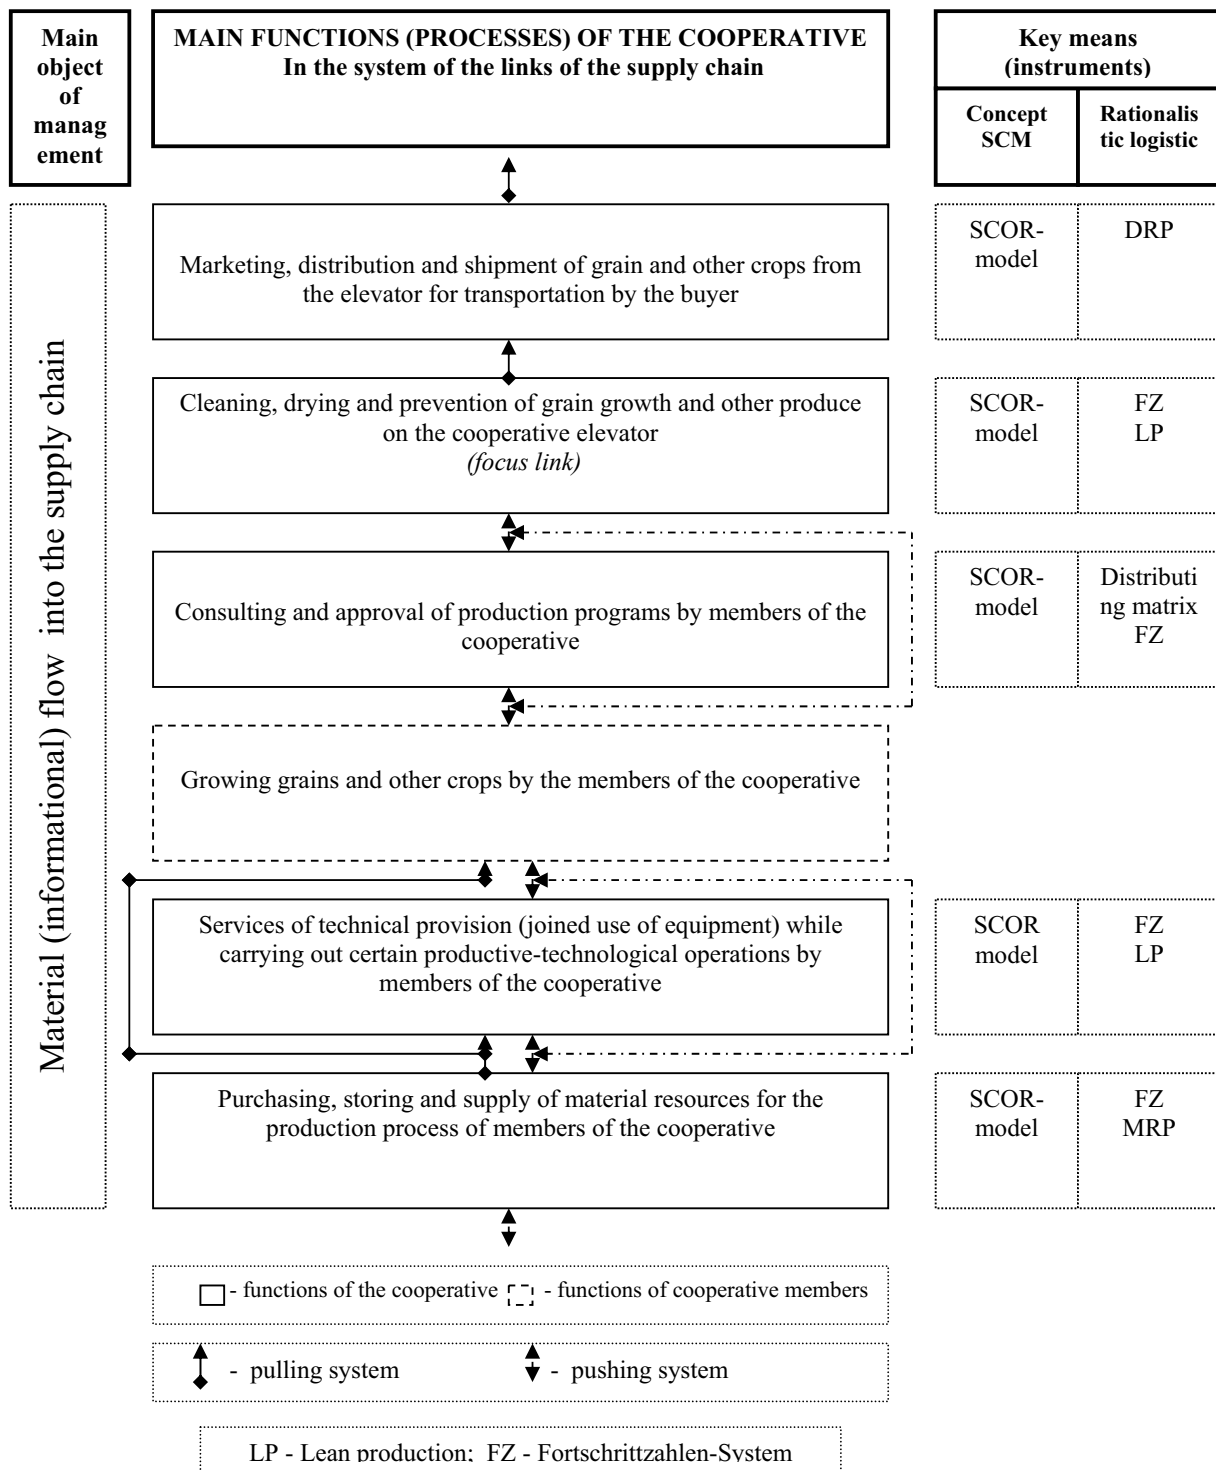 Main
object
of
manag
ement
MAIN FUNCTIONS (PROCESSES) OF THE COOPERATIVE
In the system of the links of the supply chain
Key means
(instruments)
Concept
SCM
Rationalis
tic logistic
Material (informational) flow into the supply chain
Marketing, distribution and shipment of grain and other crops from
the elevator for transportation by the buyer
SCOR-
model
DRP
Cleaning, drying and prevention of grain growth and other produce
on the cooperative elevator
(focus link)
SCOR-
model
FZ
LP
Consulting and approval of production programs by members of the
cooperative
SCOR-
model
Distributi
ng matrix
FZ
Growing grains and other crops by the members of the cooperative
Services of technical provision (joined use of equipment) while
carrying out certain productive-technological operations by
members of the cooperative
SCOR
model
FZ
LP
Purchasing, storing and supply of material resources for the
production process of members of the cooperative
SCOR-
model
FZ
MRP
- functions of the cooperative - functions of cooperative members
- pulling system - pushing system
LP - Lean production; FZ - Fortschrittzahlen-System